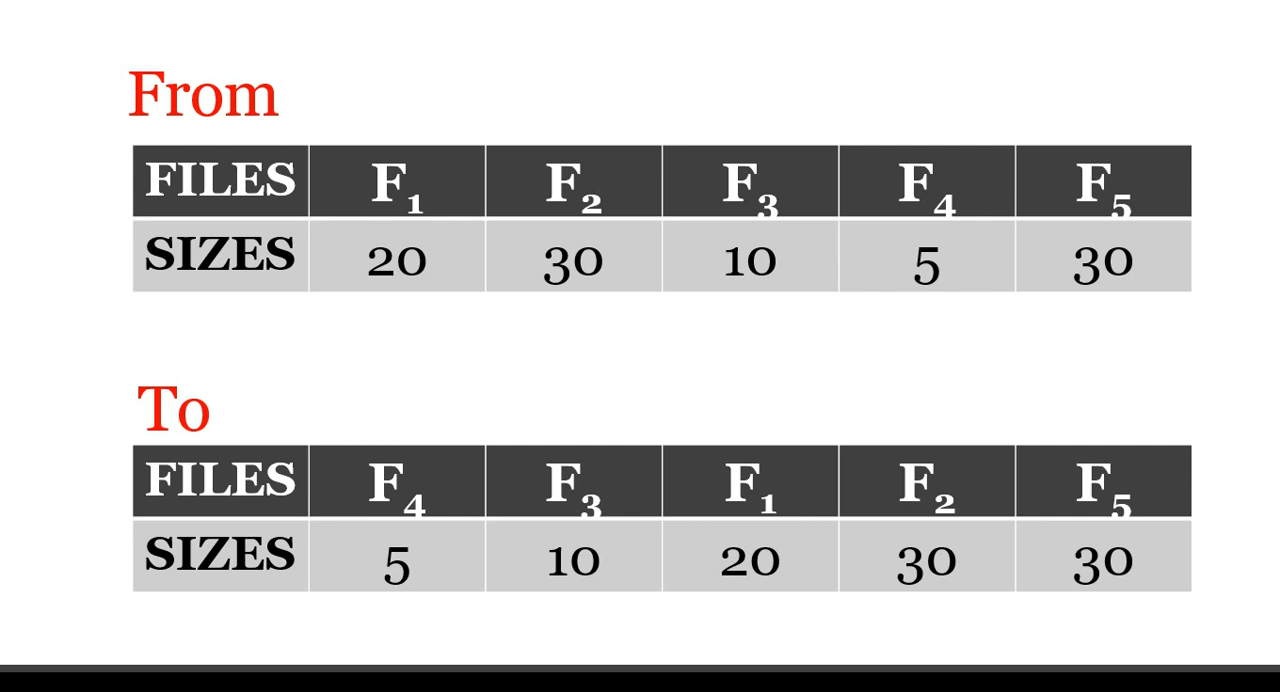 From
FILES F₁ F₂ F₃ F₄ F₅
SIZES 20 30 10 5 30
To
FILES F₄ F₃ F₁ F₂ F₅
SIZES 5 10 20 30 30